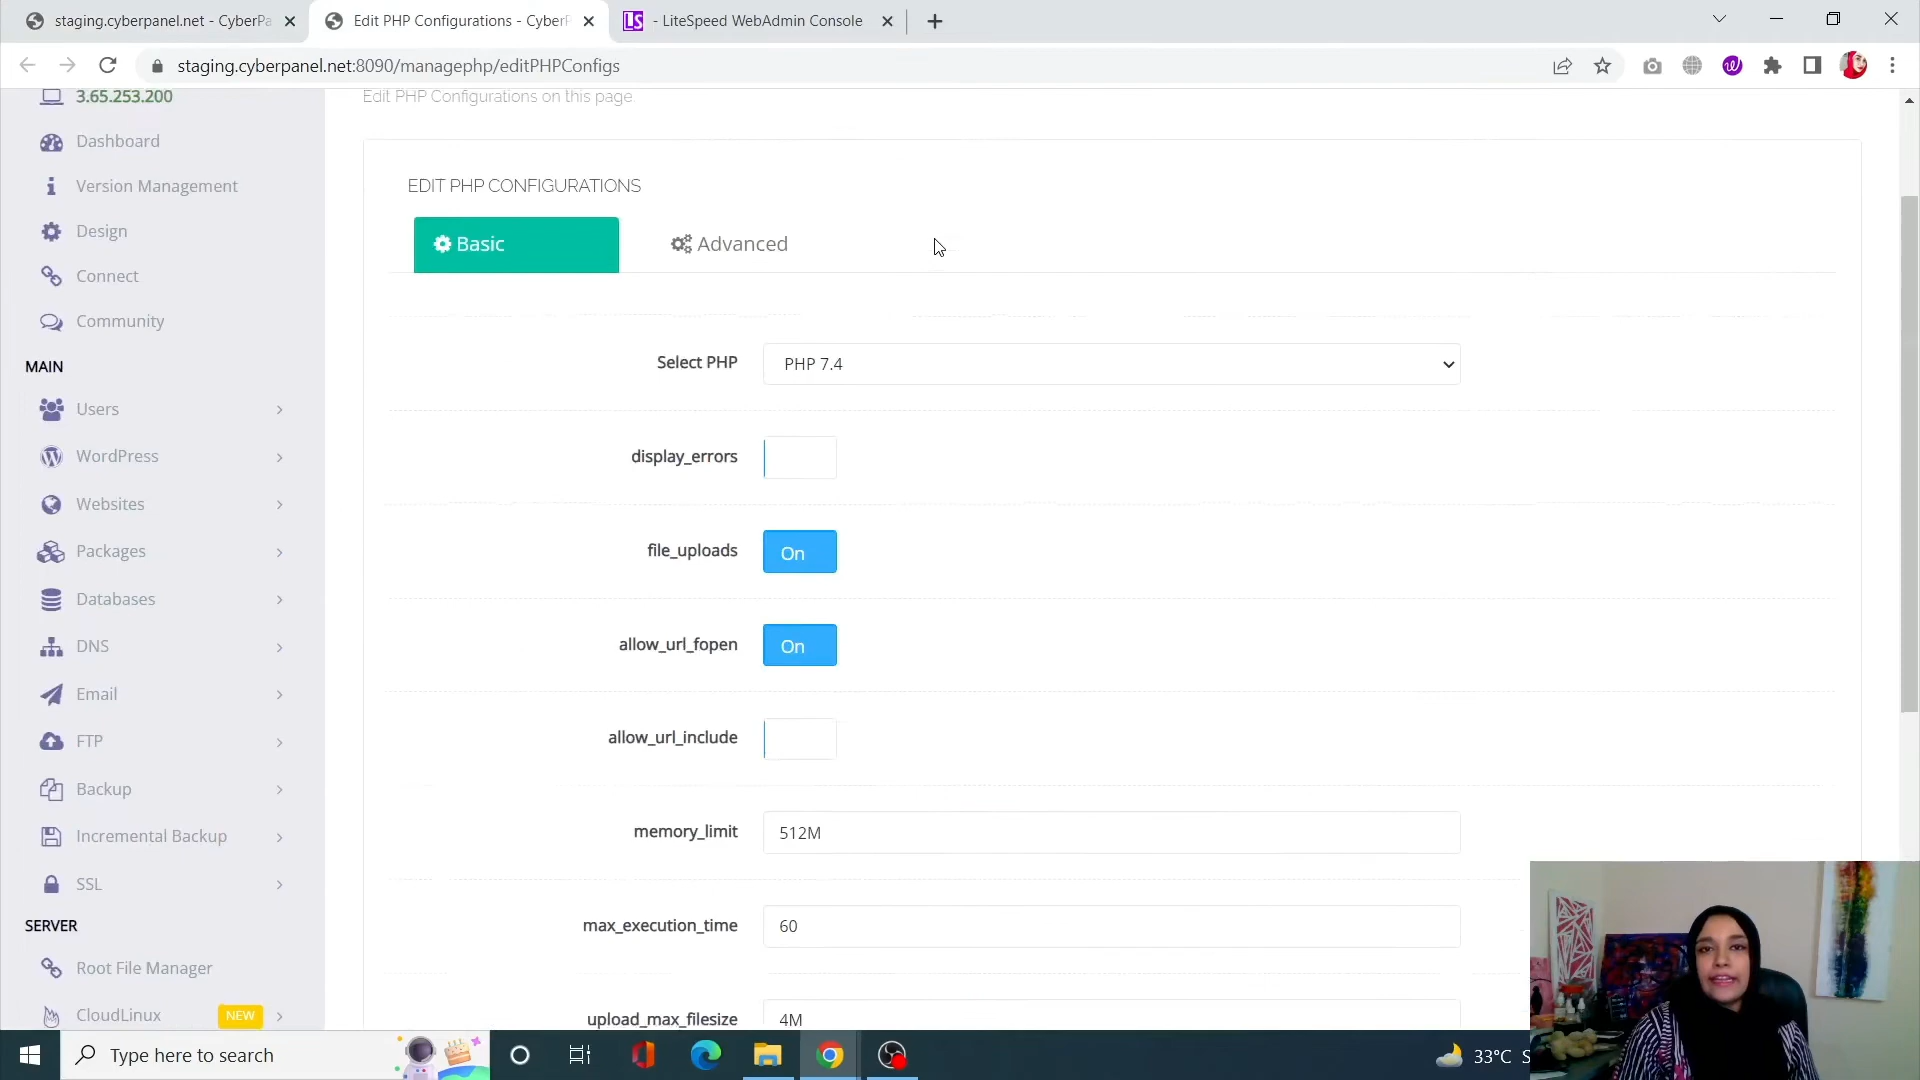 staging.cyberpanel.net - CyberPa
Edit PHP Configurations - CyberP
LS - LiteSpeed WebAdmin Console
staging.cyberpanel.net:8090/managephp/editPHPConfigs
3.65.253.200
Dashboard
Version Management
Design
Connect
Community
MAIN
Users
WordPress
Websites
Packages
Databases
DNS
Email
FTP
Backup
Incremental Backup
SSL
SERVER
Root File Manager
CloudLinux NEW
Edit PHP Configurations on this page.
EDIT PHP CONFIGURATIONS
Basic
Advanced
Select PHP PHP 7.4
display_errors
file_uploads On
allow_url_fopen On
allow_url_include
memory_limit 512M
max_execution_time 60
upload_max_filesize 4M
Type here to search
33°C S